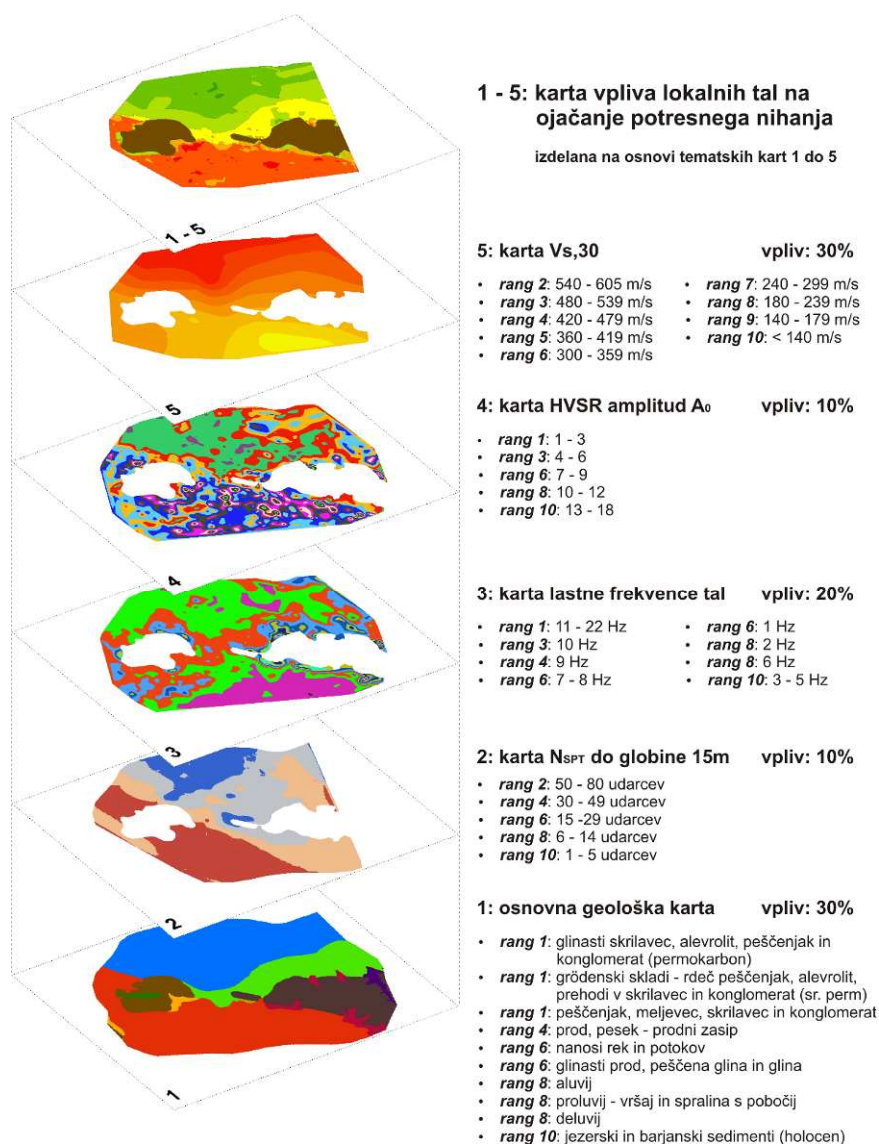 1 - 5: karta vpliva lokalnih tal na
ojačanje potresnega nihanja
izdelana na osnovi tematskih kart 1 do 5
1 - 5
5: karta Vs,30 vpliv: 30%
• rang 2: 540 - 605 m/s • rang 7: 240 - 299 m/s
• rang 3: 480 - 539 m/s • rang 8: 180 - 239 m/s
• rang 4: 420 - 479 m/s • rang 9: 140 - 179 m/s
• rang 5: 360 - 419 m/s • rang 10: < 140 m/s
• rang 6: 300 - 359 m/s
5
4: karta HVSR amplitud A0 vpliv: 10%
• rang 1: 1 - 3
• rang 3: 4 - 6
• rang 6: 7 - 9
• rang 8: 10 - 12
• rang 10: 13 - 18
4
3: karta lastne frekvence tal vpliv: 20%
• rang 1: 11 - 22 Hz • rang 6: 1 Hz
• rang 3: 10 Hz • rang 8: 2 Hz
• rang 4: 9 Hz • rang 8: 6 Hz
• rang 6: 7 - 8 Hz • rang 10: 3 - 5 Hz
3
2: karta NSPT do globine 15m vpliv: 10%
• rang 2: 50 - 80 udarcev
• rang 4: 30 - 49 udarcev
• rang 6: 15 -29 udarcev
• rang 8: 6 - 14 udarcev
• rang 10: 1 - 5 udarcev
2
1: osnovna geološka karta vpliv: 30%
• rang 1: glinasti skrilavec, alevrolit, peščenjak in
konglomerat (permokarbon)
• rang 1: grödenski skladi - rdeč peščenjak, alevrolit,
prehodi v skrilavec in konglomerat (sr. perm)
• rang 1: peščenjak, meljevec, skrilavec in konglomerat
• rang 4: prod, pesek - prodni zasip
• rang 6: nanosi rek in potokov
• rang 6: glinasti prod, peščena glina in glina
• rang 8: aluvij
• rang 8: proluvij - vršaj in spralina s pobočij
• rang 8: deluvij
• rang 10: jezerski in barjanski sedimenti (holocen)
1